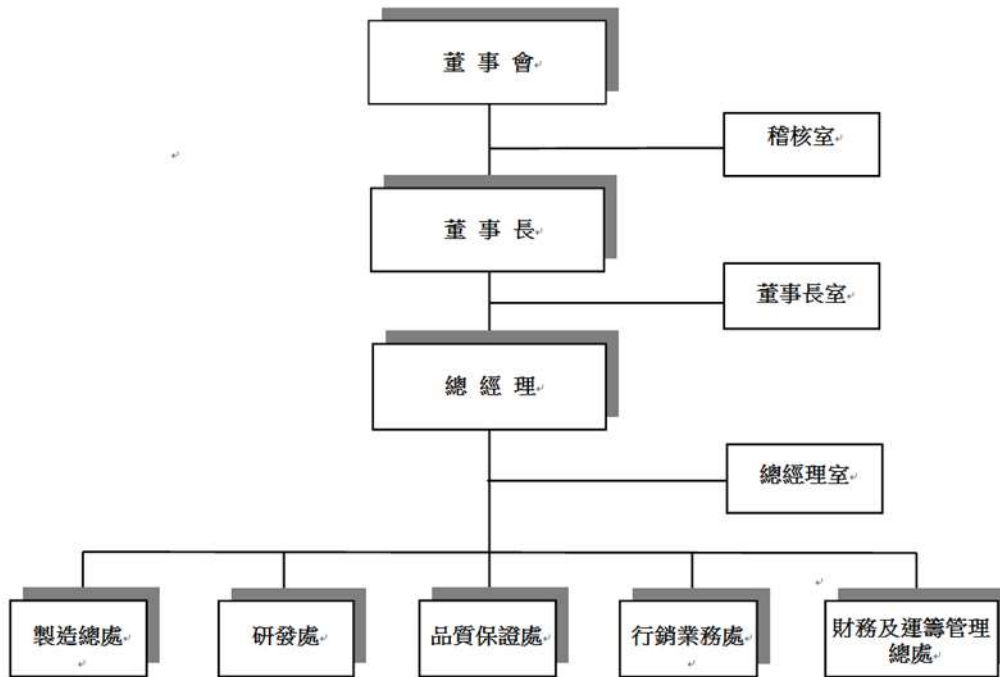 董 事 會
稽核室
董 事 長
董事長室
總 經 理
總經理室
製造總處
研發處
品質保證處
行銷業務處
財務及運籌管理
總處